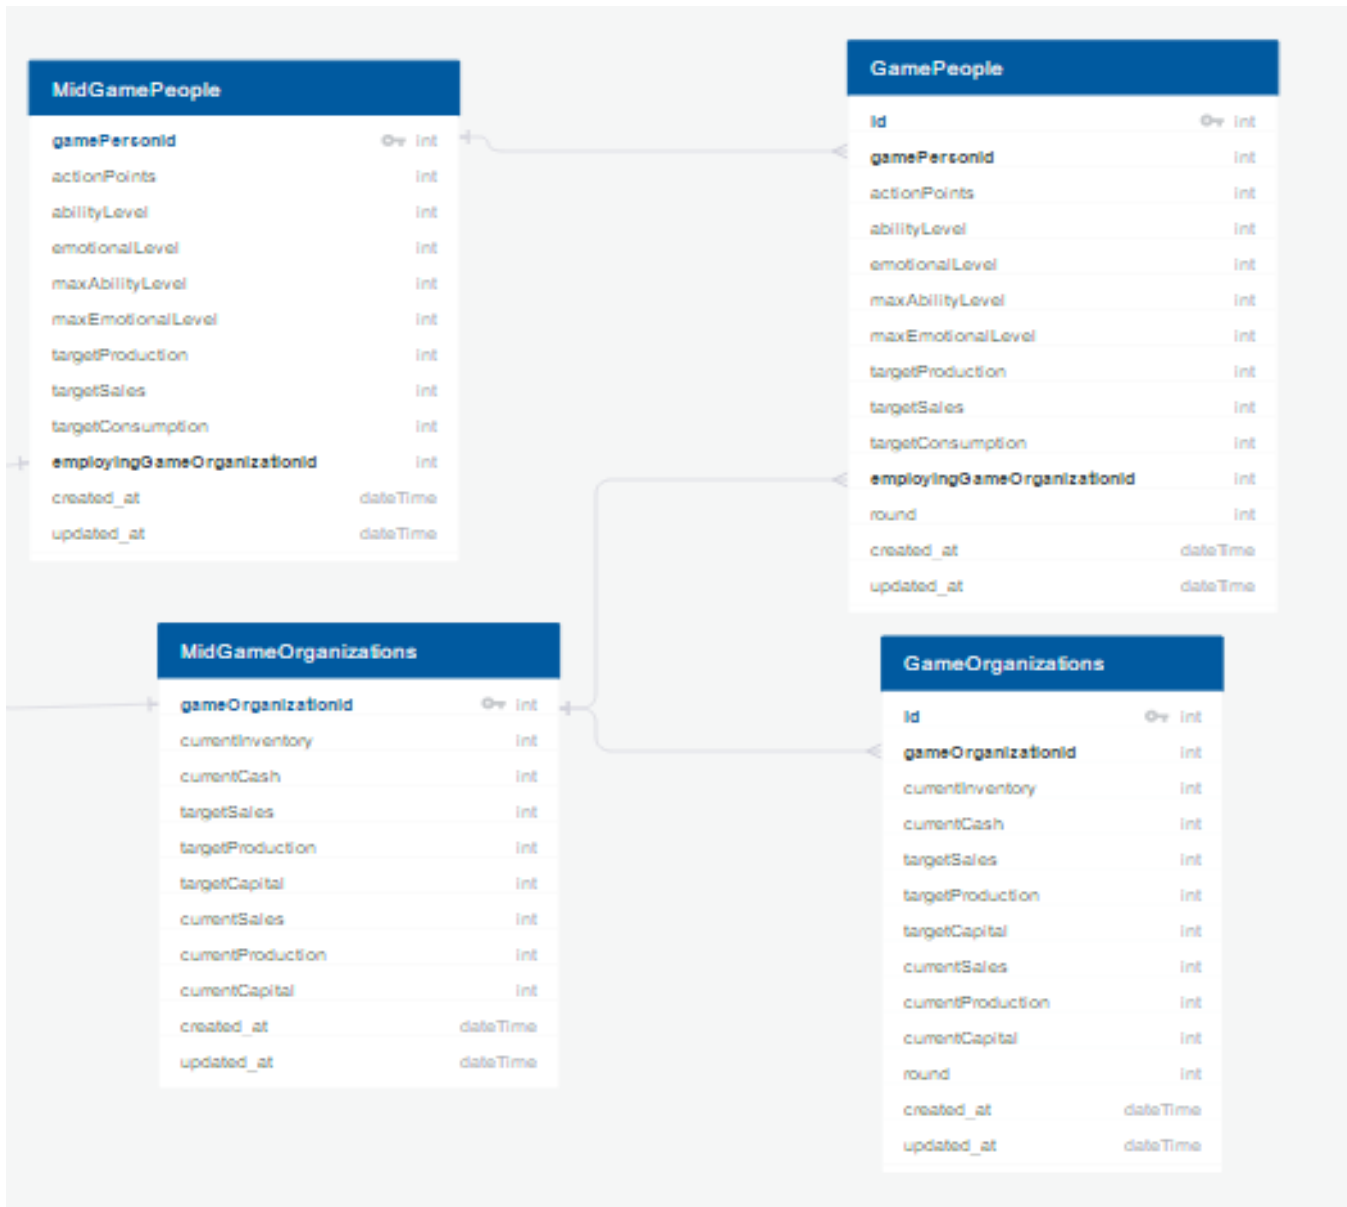 MidGamePeople
gamePersonId int
actionPoints int
abilityLevel int
emotionalLevel int
maxAbilityLevel int
maxEmotionalLevel int
targetProduction int
targetSales int
targetConsumption int
employingGameOrganizationId int
created_at dateTime
updated_at dateTime
GamePeople
id int
gamePersonId int
actionPoints int
abilityLevel int
emotionalLevel int
maxAbilityLevel int
maxEmotionalLevel int
targetProduction int
targetSales int
targetConsumption int
employingGameOrganizationId int
round int
created_at dateTime
updated_at dateTime
MidGameOrganizations
gameOrganizationId int
currentInventory int
currentCash int
targetSales int
targetProduction int
targetCapital int
currentSales int
currentProduction int
currentCapital int
created_at dateTime
updated_at dateTime
GameOrganizations
id int
gameOrganizationId int
currentInventory int
currentCash int
targetSales int
targetProduction int
targetCapital int
currentSales int
currentProduction int
currentCapital int
round int
created_at dateTime
updated_at dateTime